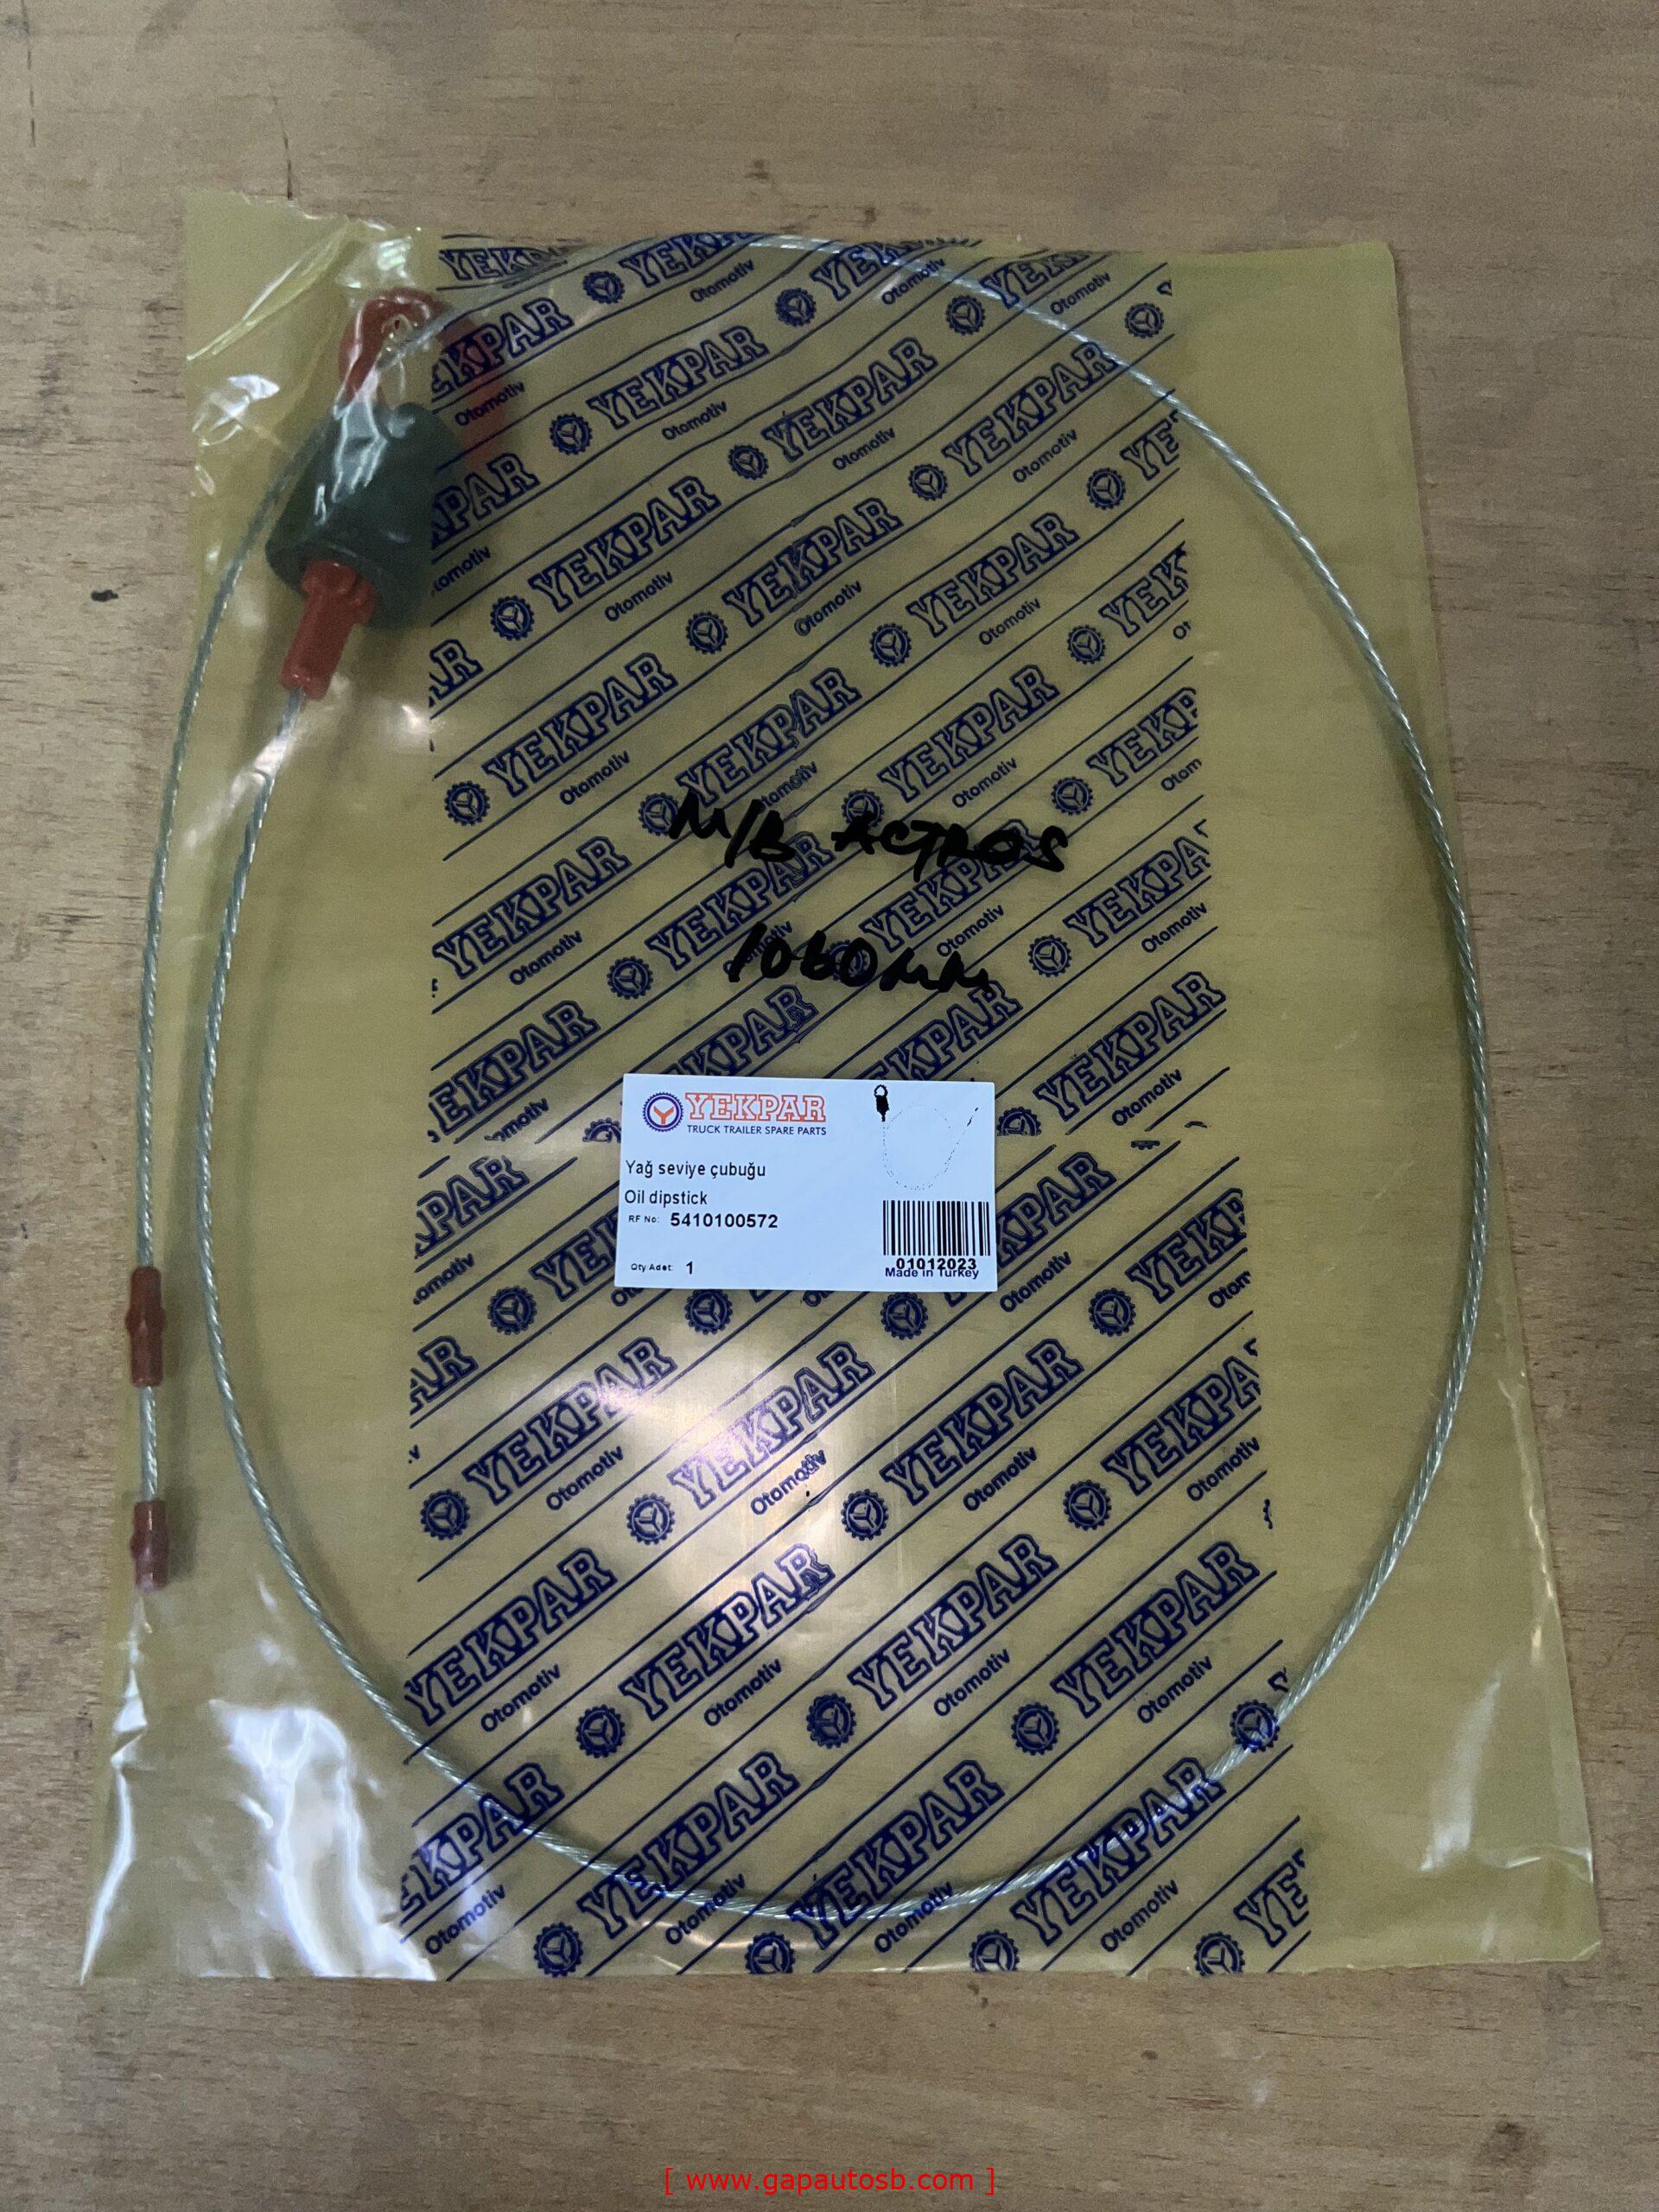 YEKPAR
Otomotiv
M/B ACTROS
1060mm
YEKPAR
TRUCK TRAILER SPARE PARTS
Yağ seviye çubuğu
Oil dipstick
RF No: 5410100572
Qty/Adet: 1
01012023
Made in Turkey
[ www.gapautosb.com ]